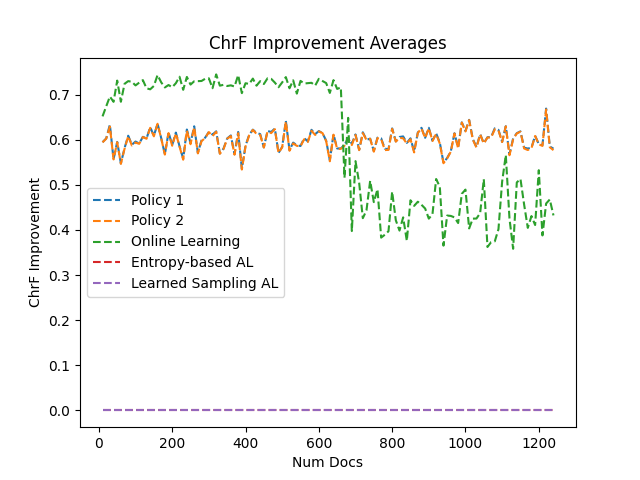 ChrF Improvement Averages
ChrF Improvement
0.7
0.6
0.5
0.4
0.3
0.2
0.1
0.0
Policy 1
Policy 2
Online Learning
Entropy-based AL
Learned Sampling AL
0 200 400 600 800 1000 1200
Num Docs